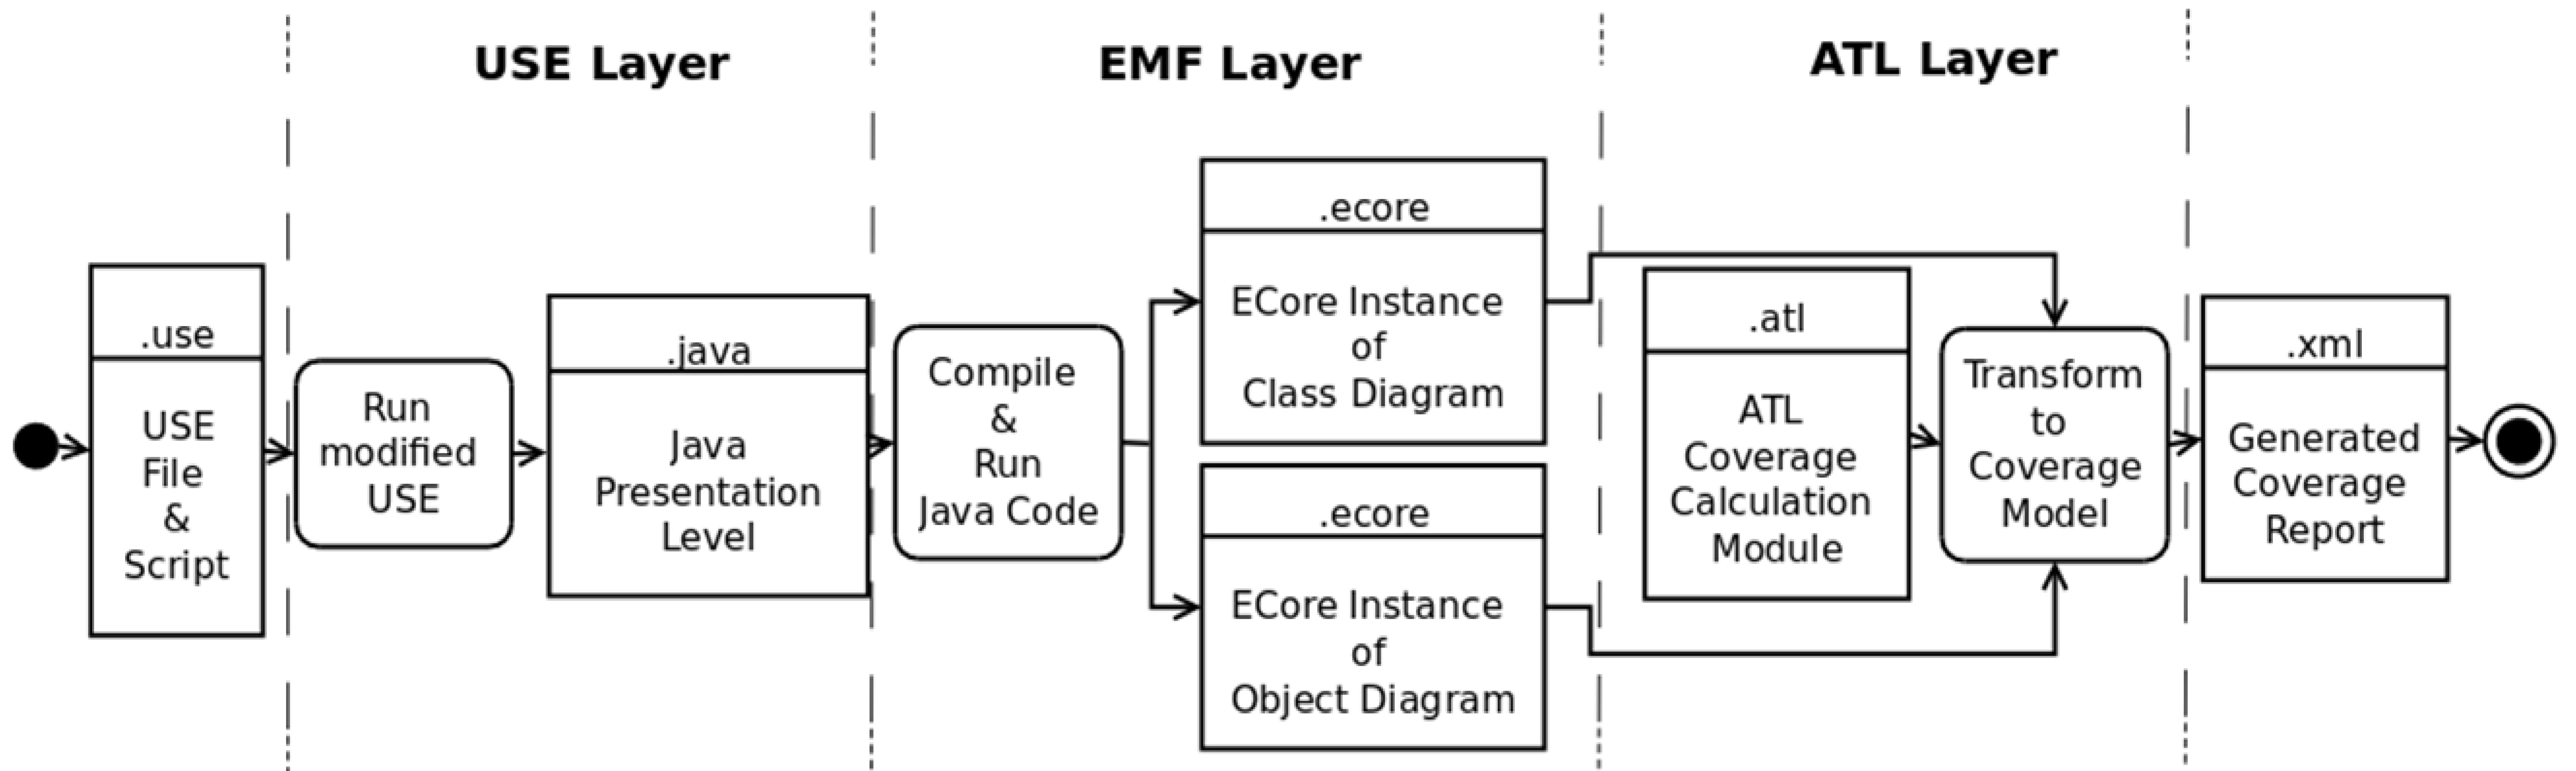 USE Layer
EMF Layer
ATL Layer
.use
USE
File
&
Script
Run
modified
USE
.java
Java
Presentation
Level
Compile
&
Run
Java Code
.ecore
ECore Instance
of
Class Diagram
.ecore
ECore Instance
of
Object Diagram
.atl
ATL
Coverage
Calculation
Module
Transform
to
Coverage
Model
.xml
Generated
Coverage
Report